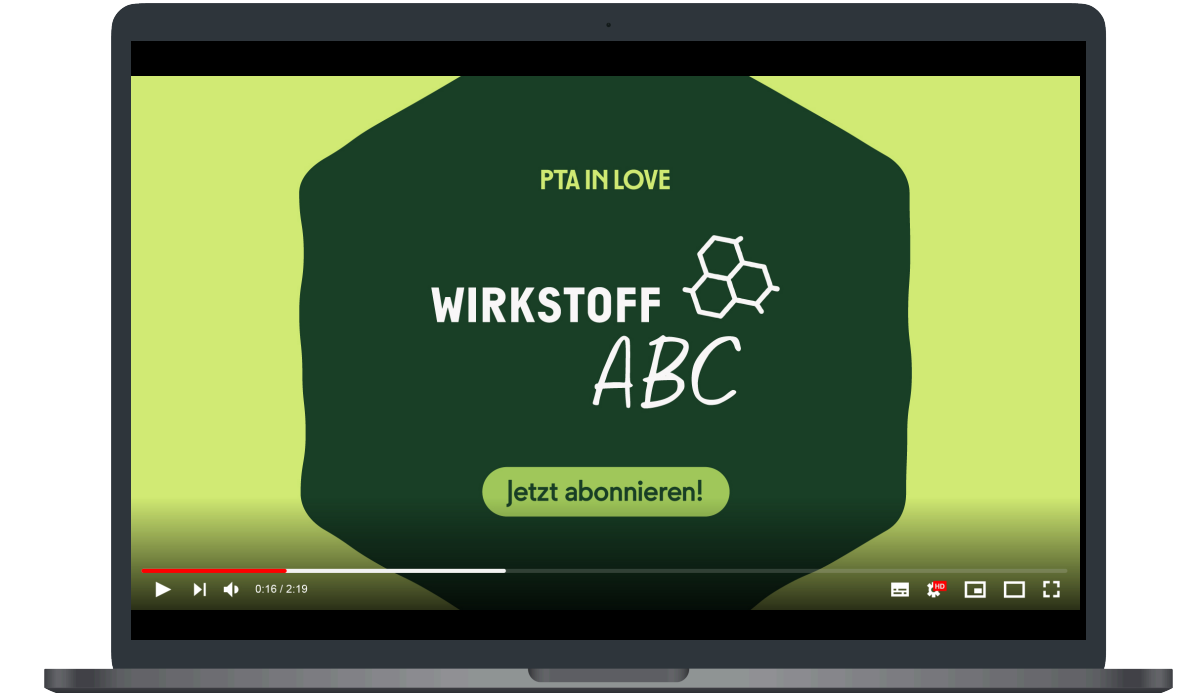 PTA IN LOVE
WIRKSTOFF
ABC
Jetzt abonnieren!
0:16 / 2:19
HD